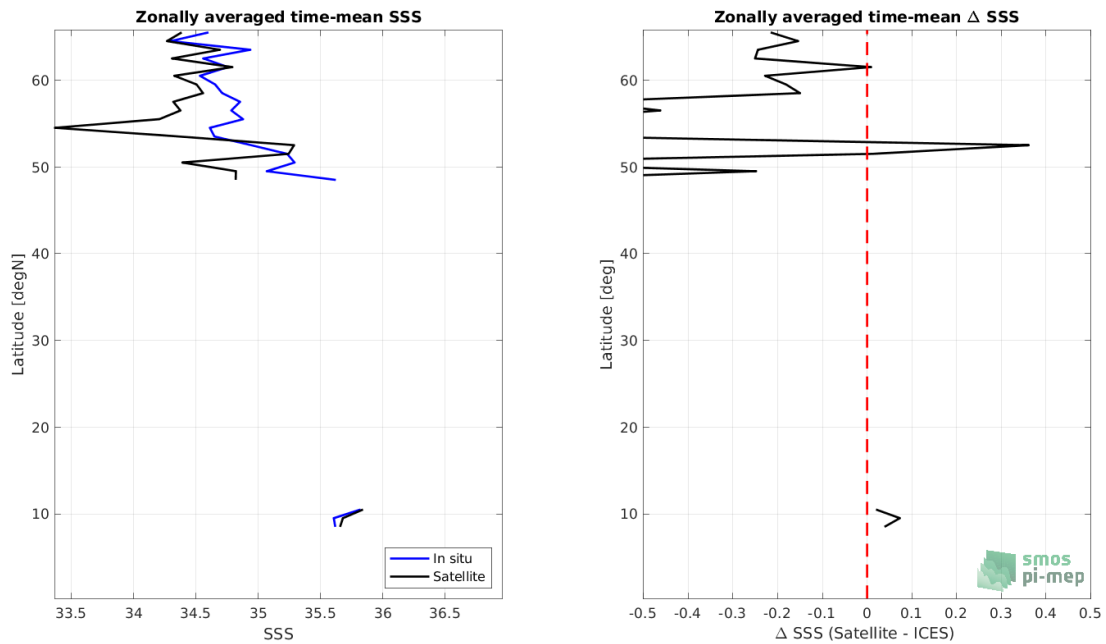 Zonally averaged time-mean SSS
60
50
40
30
20
10
Latitude [degN]
33.5 34 34.5 35 35.5 36 36.5
SSS
In situ
Satellite
Zonally averaged time-mean Δ SSS
60
50
40
30
20
10
Latitude [deg]
-0.5 -0.4 -0.3 -0.2 -0.1 0 0.1 0.2 0.3 0.4 0.5
Δ SSS (Satellite - ICES)
smos
pi-mep